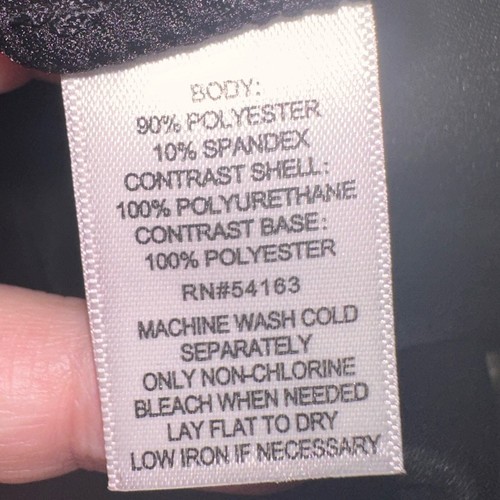 BODY:
90% POLYESTER
10% SPANDEX
CONTRAST SHELL:
100% POLYURETHANE
CONTRAST BASE:
100% POLYESTER
RN#54163
MACHINE WASH COLD
SEPARATELY
ONLY NON-CHLORINE
BLEACH WHEN NEEDED
LAY FLAT TO DRY
LOW IRON IF NECESSARY